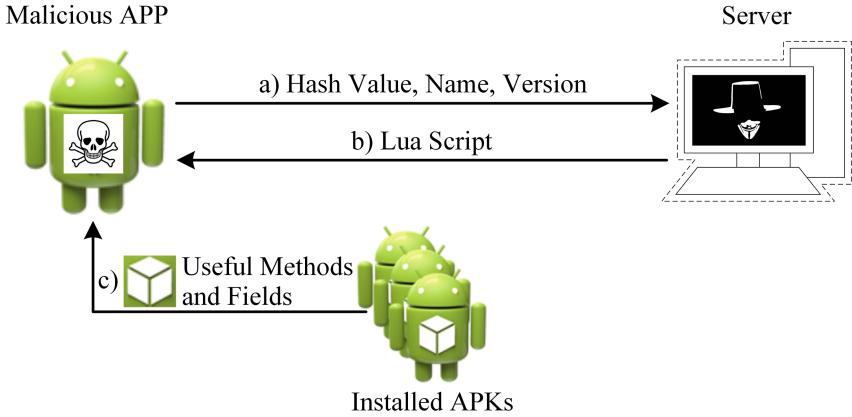 Malicious APP
Server
a) Hash Value, Name, Version
b) Lua Script
c)
Useful Methods
and Fields
Installed APKs